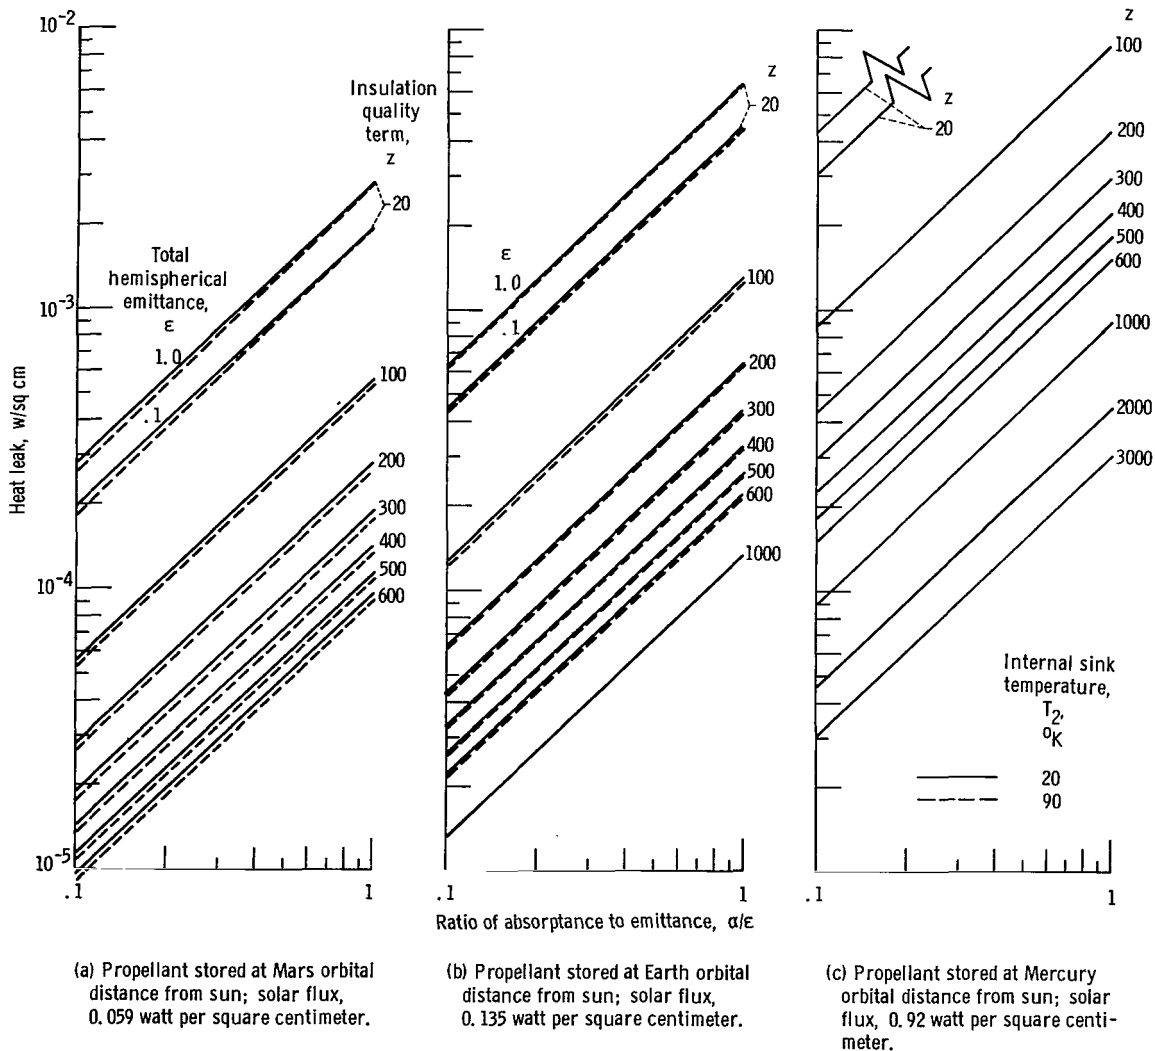 Heat leak, w/sq cm
10-2
10-3
10-4
10-5
Insulation
quality
term,
z
20
Total
hemispherical
emittance,
ε
1.0
.1
100
200
300
400
500
600
.1
1
z
20
ε
1.0
.1
100
200
300
400
500
600
1000
.1
1
z
100
z
20
200
300
400
500
600
1000
2000
3000
Internal sink
temperature,
T2,
oK
20
90
.1
1
Ratio of absorptance to emittance, α/ε
(a) Propellant stored at Mars orbital
distance from sun; solar flux,
0.059 watt per square centimeter.
(b) Propellant stored at Earth orbital
distance from sun; solar flux,
0.135 watt per square centimeter.
(c) Propellant stored at Mercury
orbital distance from sun; solar
flux, 0.92 watt per square centi-
meter.